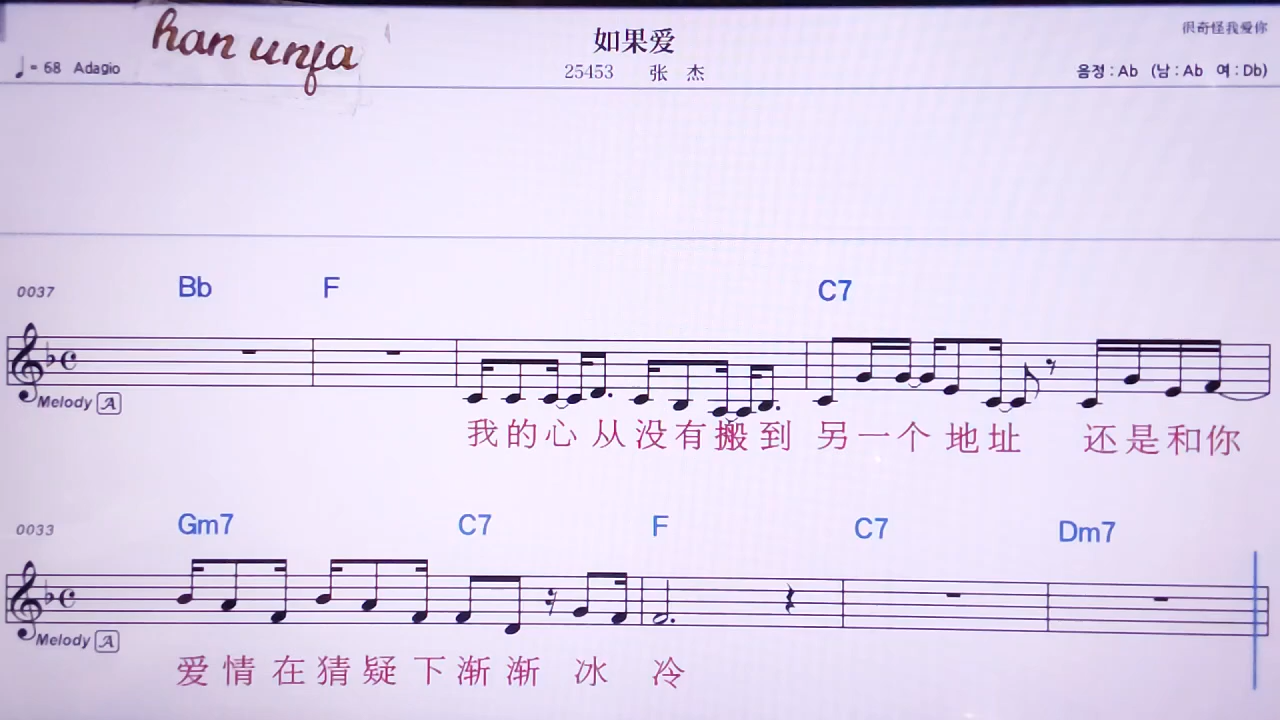 han unfa
如果爱
很奇怪我爱你
♩= 68 Adagio
25453 张 杰
음정 : Ab (남 : Ab 여 : Db)
0037 Bb F C7
Melody A
我的心 从没有搬到 另一个 地址 还是和你
0033 Gm7 C7 F C7 Dm7
Melody A
爱情在猜疑下渐渐 冰 冷